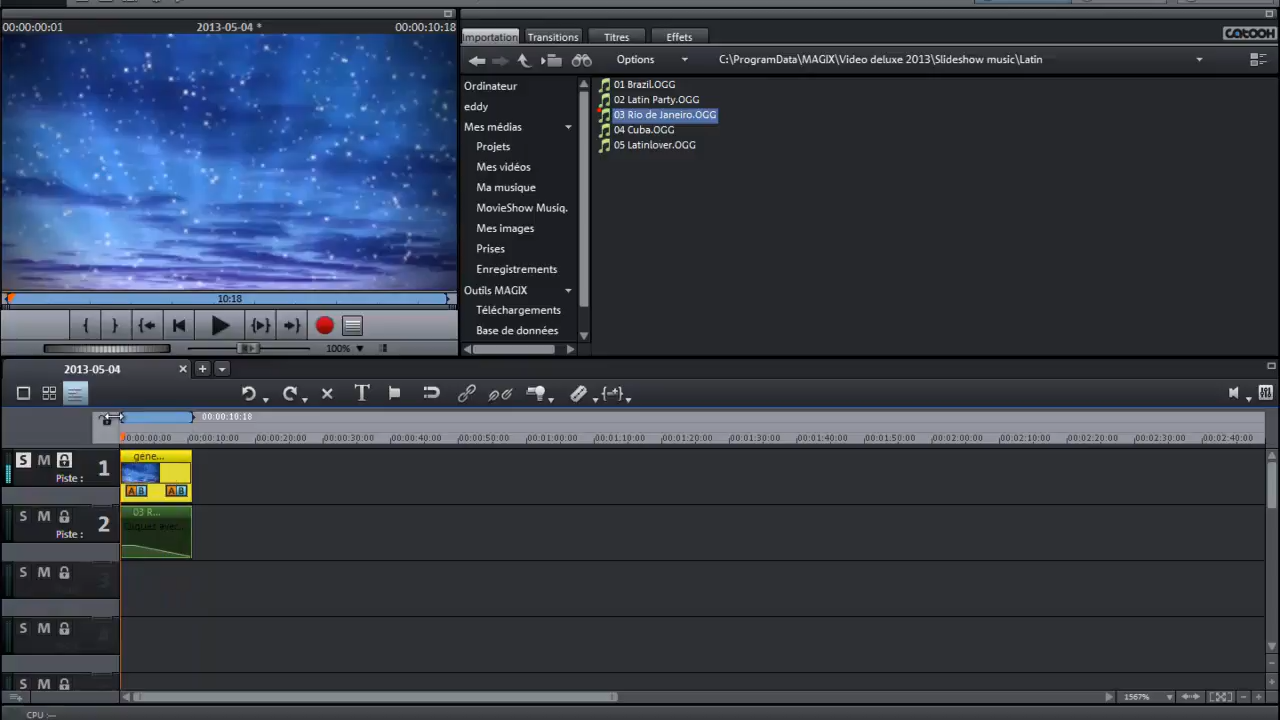 00:00:00:01
2013-05-04 *
00:00:10:18
10:18
100%
Importation
Transitions
Titres
Effets
catooh
Options
C:\ProgramData\MAGIX\Video deluxe 2013\Slideshow music\Latin
Ordinateur
eddy
Mes médias
Projets
Mes vidéos
Ma musique
MovieShow Musiq.
Mes images
Prises
Enregistrements
Outils MAGIX
Téléchargements
Base de données
01 Brazil.OGG
02 Latin Party.OGG
03 Rio de Janeiro.OGG
04 Cuba.OGG
05 Latinlover.OGG
2013-05-04
00:00:10:18
00:00:00:00 00:00:10:00 00:00:20:00 00:00:30:00 00:00:40:00 00:00:50:00 00:01:00:00 00:01:10:00 00:01:20:00 00:01:30:00 00:01:40:00 00:01:50:00 00:02:00:00 00:02:10:00 00:02:20:00 00:02:30:00 00:02:40:00
S M 1
Piste :
géné...
A B A B
S M 2
Piste :
03 R...
Cliquez avec...
S M 3
S M
S M
1567%
CPU :---